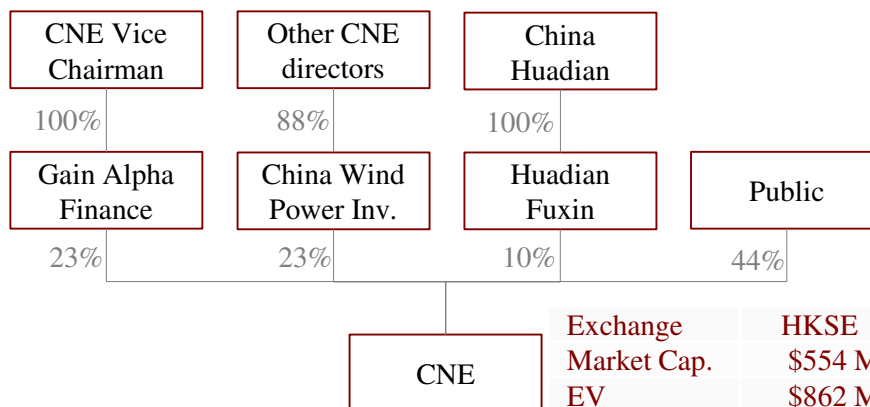 CNE Vice
Chairman
Other CNE
directors
China
Huadian
100%
88%
100%
Gain Alpha
Finance
China Wind
Power Inv.
Huadian
Fuxin
Public
23%
23%
10%
44%
CNE
Exchange HKSE
Market Cap. $554 M
EV $862 M